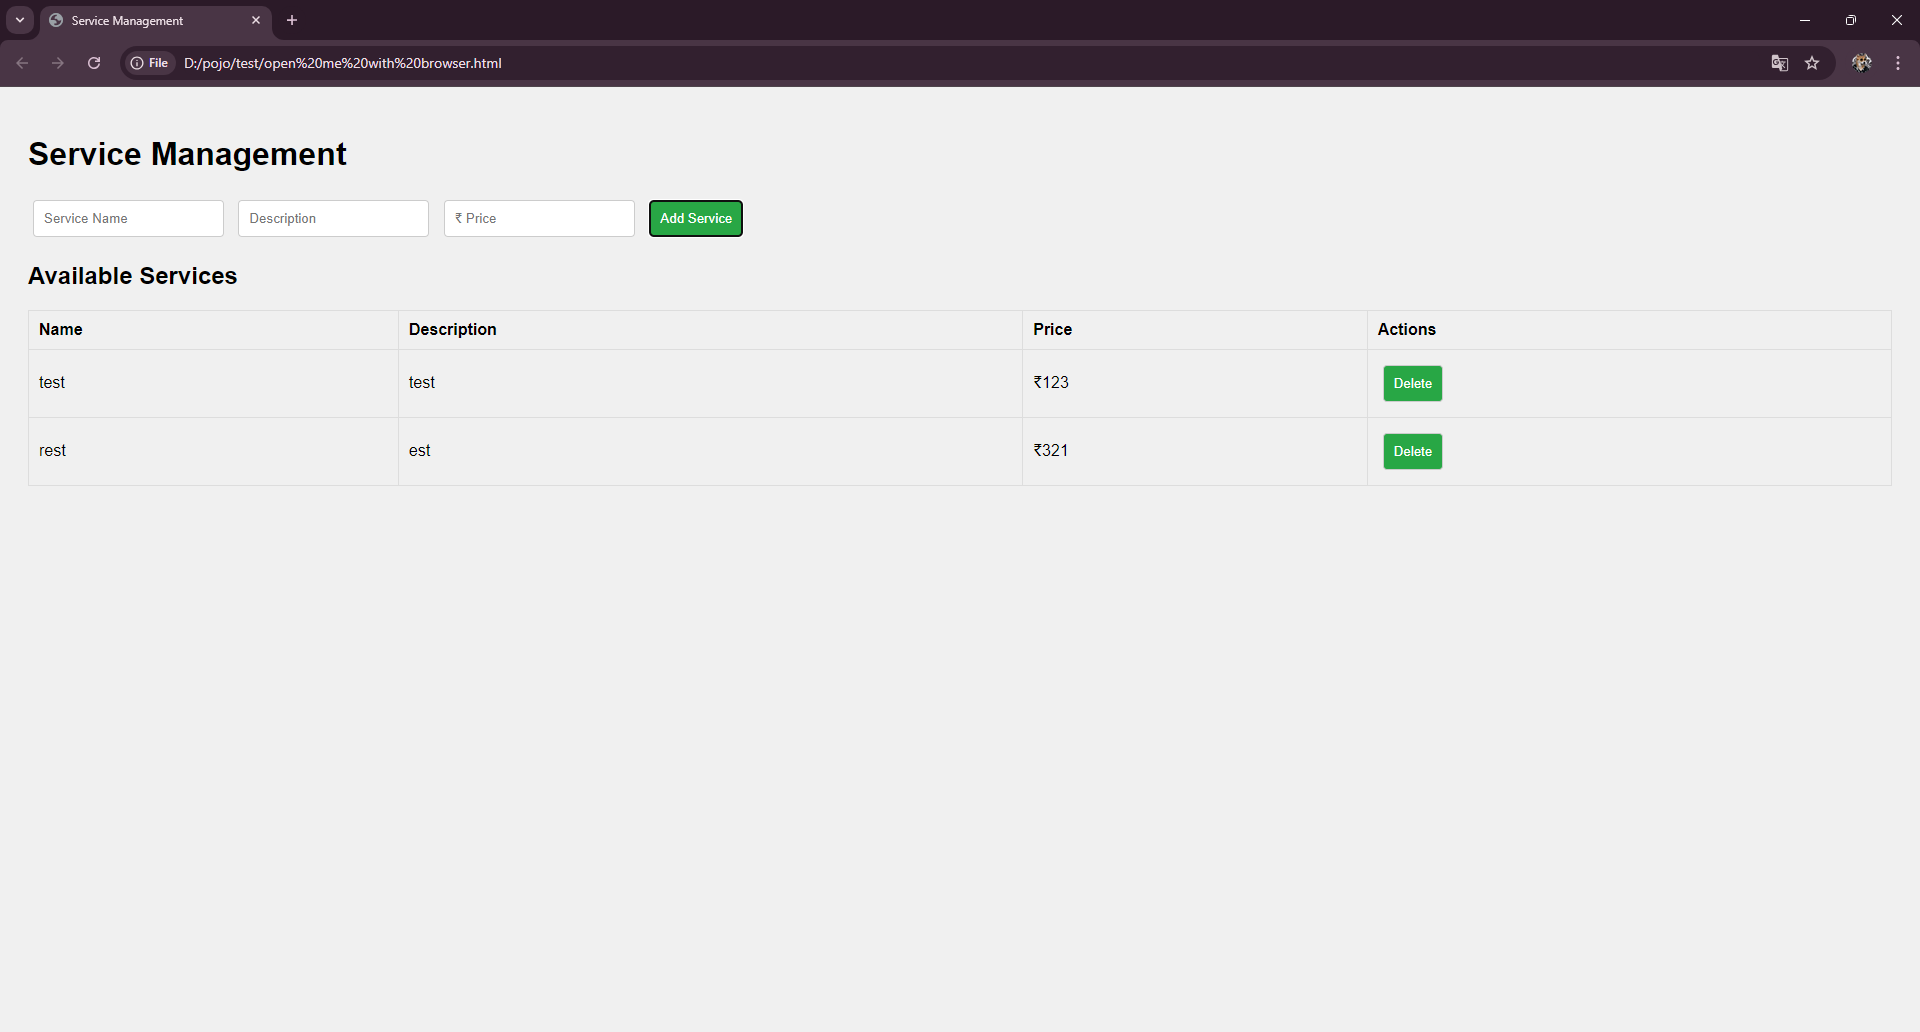 Service Management
File D:/pojo/test/open%20me%20with%20browser.html
Service Management
Service Name Description ₹ Price Add Service
Available Services
Name Description Price Actions
test test ₹123 Delete
rest est ₹321 Delete